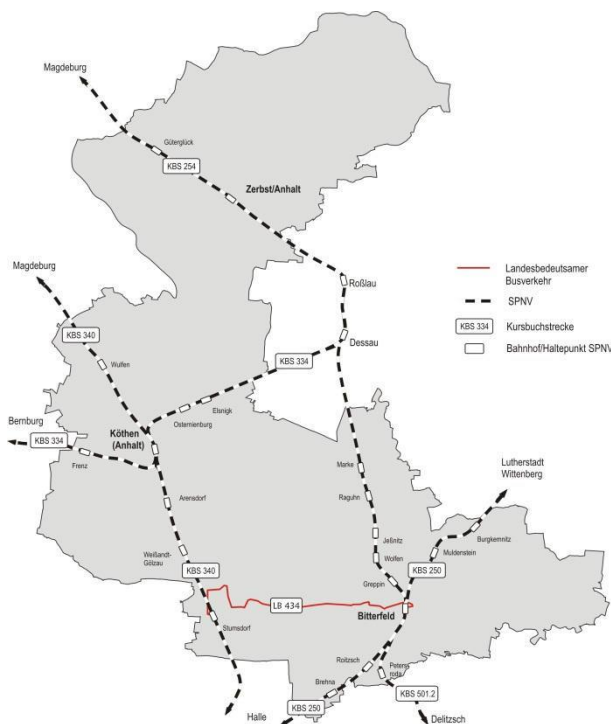 Magdeburg
Güterglück
KBS 254
Zerbst/Anhalt
Magdeburg
Roßlau
Landesbedeutsamer
Busverkehr
SPNV
KBS 334 Kursbuchstrecke
Bahnhof/Haltepunkt SPNV
KBS 340
Dessau
KBS 334
Wulfen
Elsnigk
Osternienburg
Bernburg
KBS 334
Köthen
(Anhalt)
Frenz
Marke
Lutherstadt
Wittenberg
Arensdorf
Raguhn
Burgkemnitz
Jeßnitz
Muldenstein
Weißandt-
Gölzau
Wolfen
KBS 340
KBS 250
Greppin
LB 434
Bitterfeld
Stumsdorf
Roitzsch
Peters-
roda
Brehna
KBS 501.2
KBS 250
Halle
Delitzsch